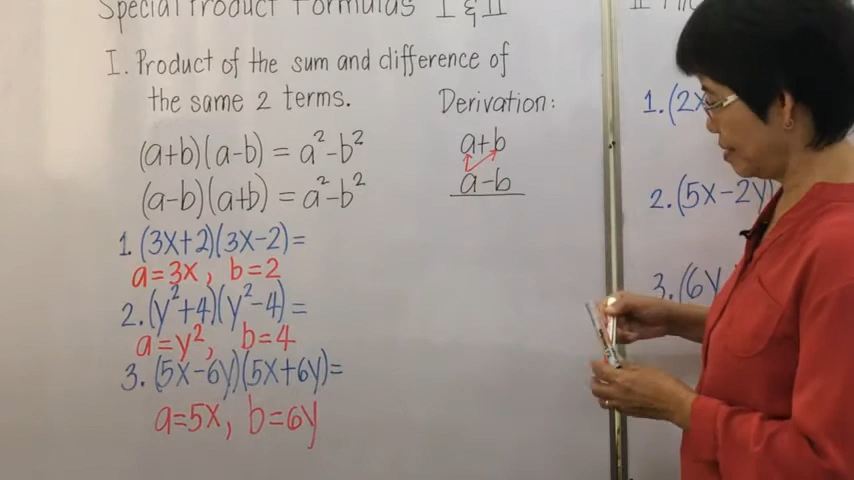 Special Product Formulas I & II
I. Product of the sum and difference of
the same 2 terms.
(a+b)(a-b) = a²-b²
(a-b)(a+b) = a²-b²
1. (3x+2)(3x-2)=
a=3x, b=2
2. (y²+4)(y²-4)=
a=y², b=4
3. (5x-6y)(5x+6y)=
a=5x, b=6y
Derivation:
a+b
a-b
1. (2x
2. (5x-2y)
3. (6y